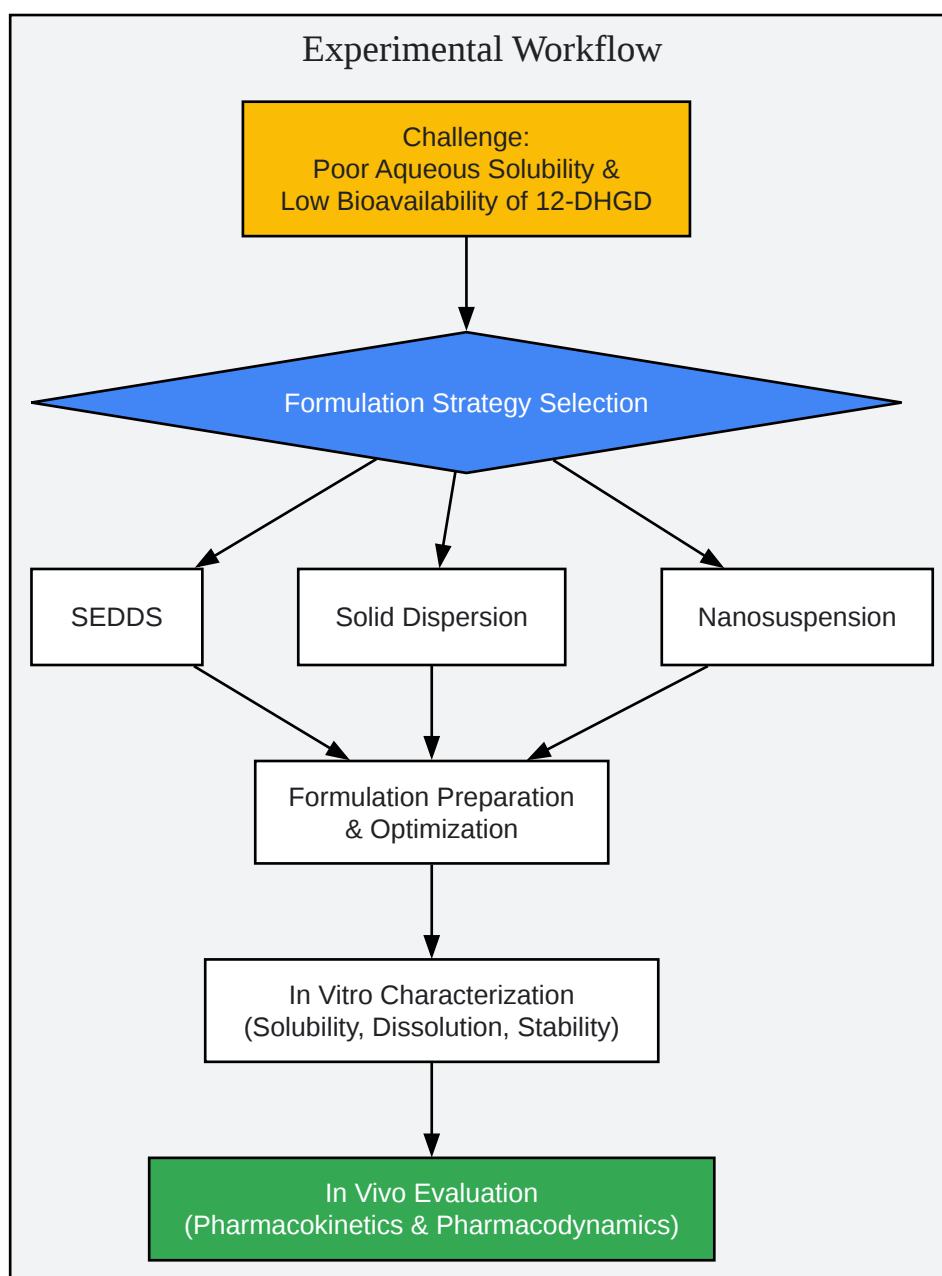 Experimental Workflow
Challenge:
Poor Aqueous Solubility &
Low Bioavailability of 12-DHGD
Formulation Strategy Selection
SEDDS
Solid Dispersion
Nanosuspension
Formulation Preparation
& Optimization
In Vitro Characterization
(Solubility, Dissolution, Stability)
In Vivo Evaluation
(Pharmacokinetics & Pharmacodynamics)